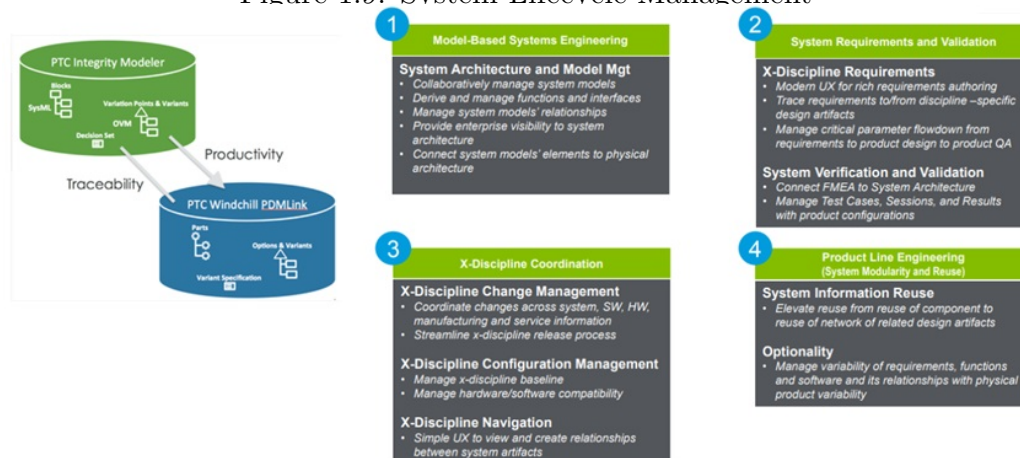 Figure 1.9: System Lifecycle Management
PTC Integrity Modeler
Blocks
SysML
Variation Points & Variants
OVM
Decision Set
Productivity
Traceability
PTC Windchill PDMLink
Parts
Options & Variants
Variant Specification
1
Model-Based Systems Engineering
System Architecture and Model Mgt
• Collaboratively manage system models
• Derive and manage functions and interfaces
• Manage system models' relationships
• Provide enterprise visibility to system
architecture
• Connect system models' elements to physical
architecture
2
System Requirements and Validation
X-Discipline Requirements
• Modern UX for rich requirements authoring
• Trace requirements to/from discipline –specific
design artifacts
• Manage critical parameter flowdown from
requirements to product design to product QA
System Verification and Validation
• Connect FMEA to System Architecture
• Manage Test Cases, Sessions, and Results
with product configurations
3
X-Discipline Coordination
X-Discipline Change Management
• Coordinate changes across system, SW, HW,
manufacturing and service information
• Streamline x-discipline release process
X-Discipline Configuration Management
• Manage x-discipline baseline
• Manage hardware/software compatibility
X-Discipline Navigation
• Simple UX to view and create relationships
between system artifacts
4
Product Line Engineering
(System Modularity and Reuse)
System Information Reuse
• Elevate reuse from reuse of component to
reuse of network of related design artifacts
Optionality
• Manage variability of requirements, functions
and software and its relationships with physical
product variability